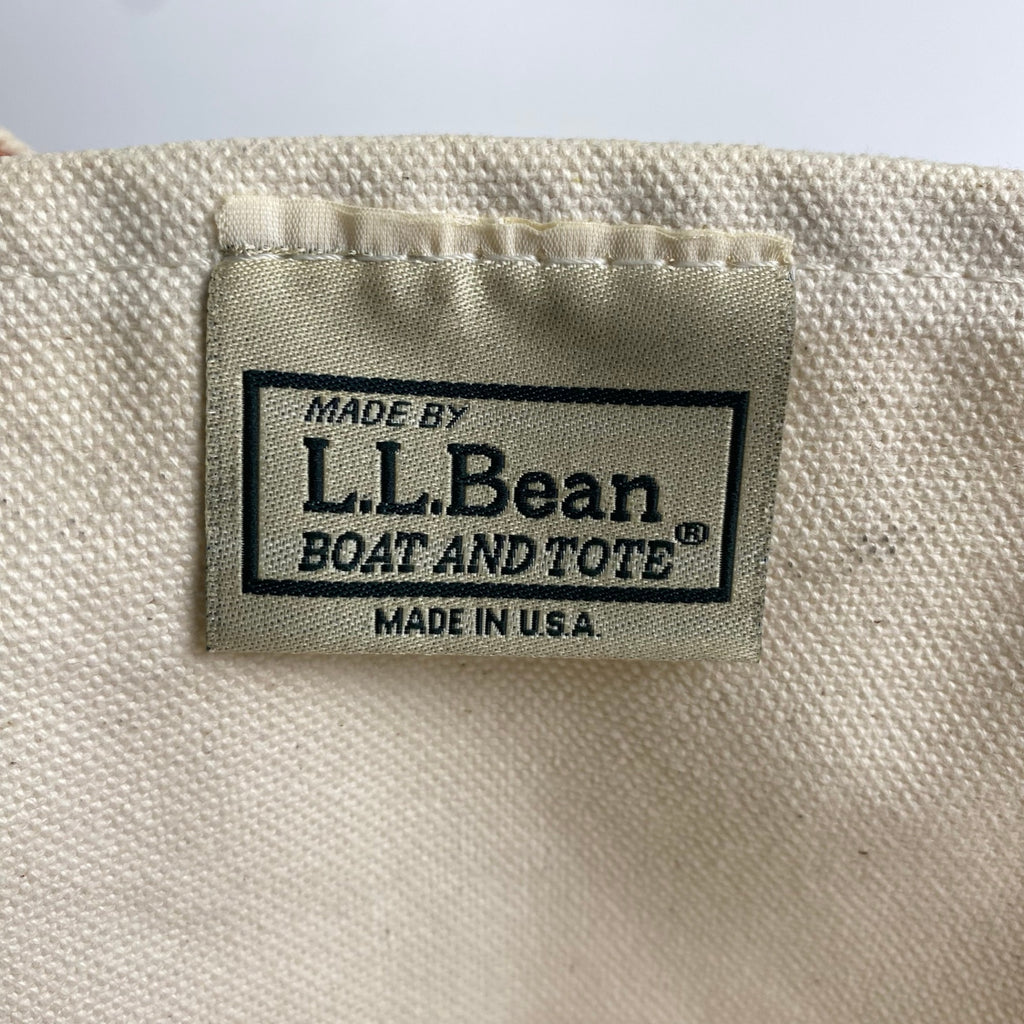 MADE BY
L.L.Bean
BOAT AND TOTE®
MADE IN U.S.A.